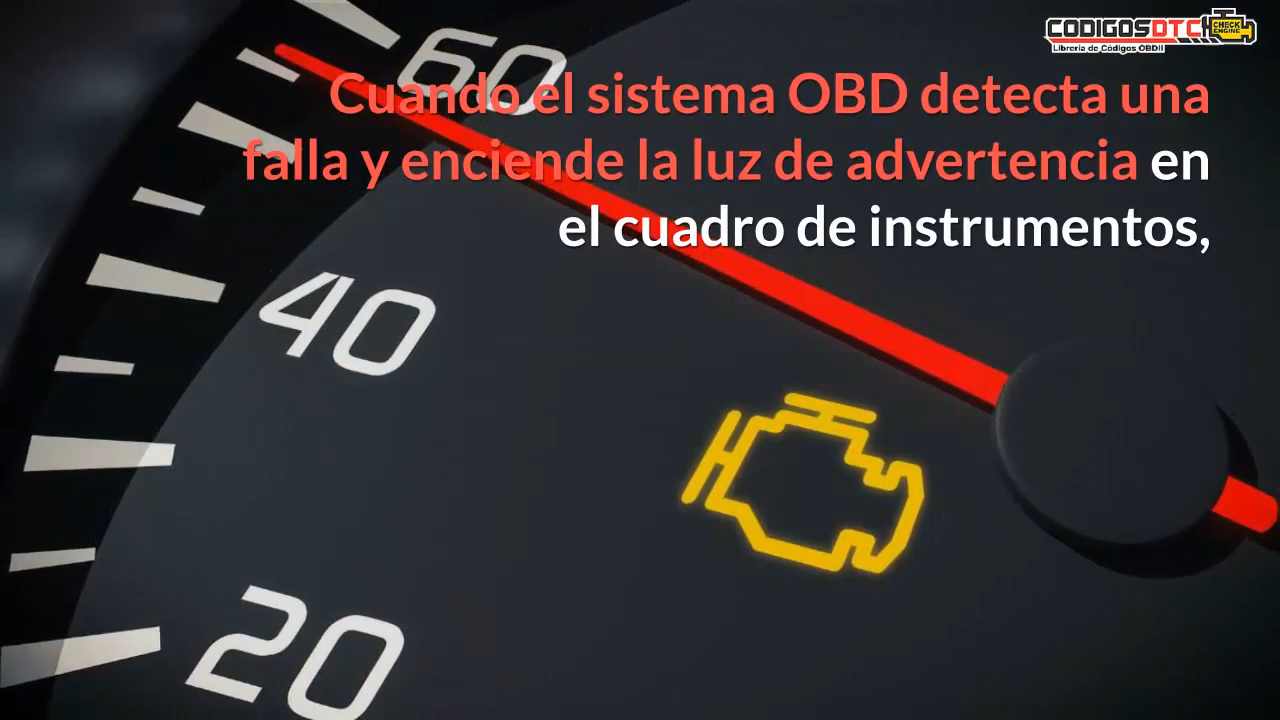 CODIGOSDTC
CHECK
ENGINE
Libreria de Códigos OBDII
60
Cuando el sistema OBD detecta una
falla y enciende la luz de advertencia en
el cuadro de instrumentos,
40
20